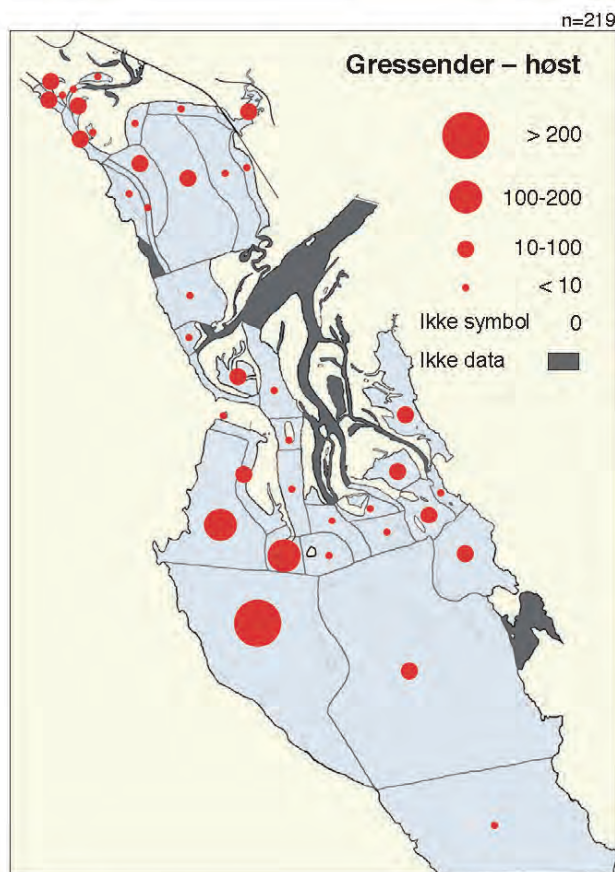 n=219
Gressender – høst
> 200
100-200
10-100
< 10
Ikke symbol 0
Ikke data